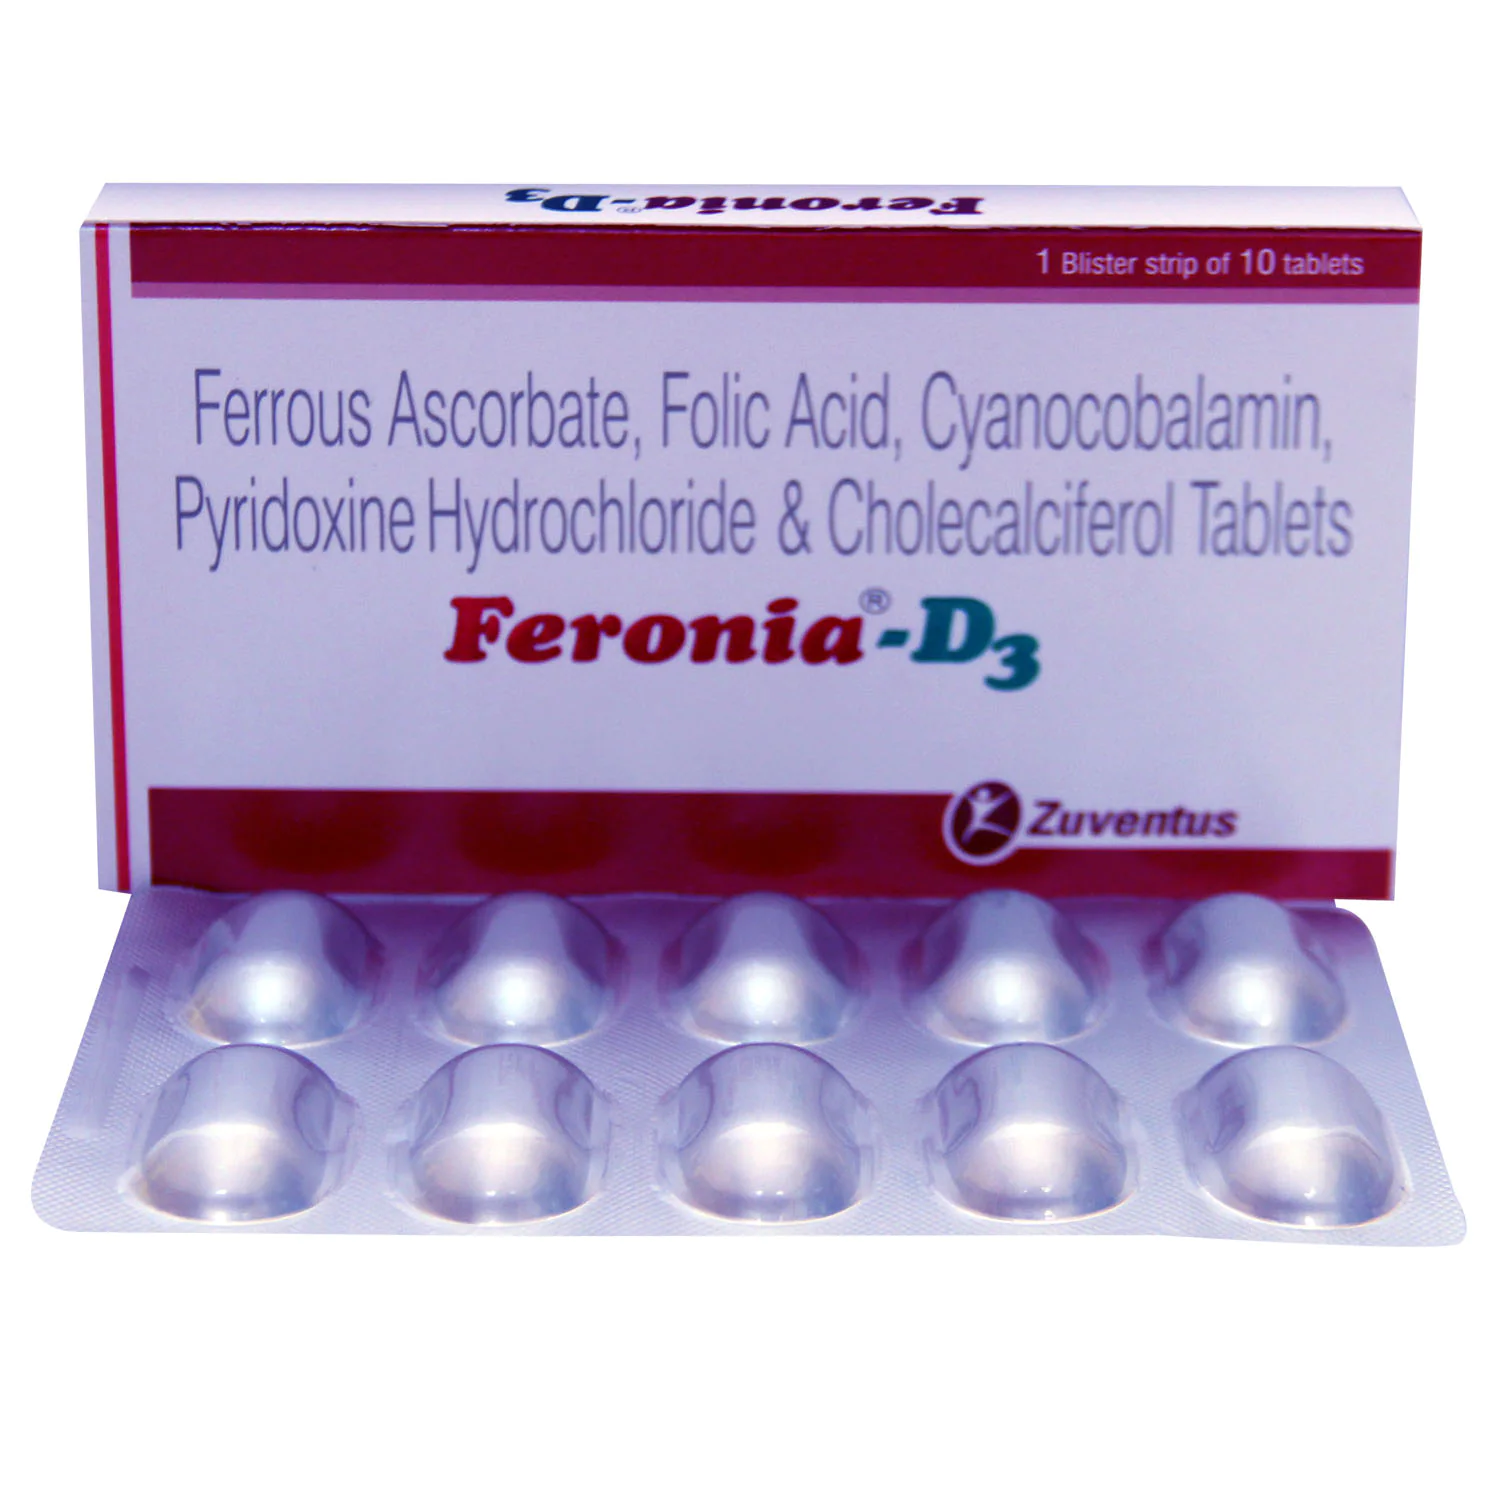 Feronia®-D3
1 Blister strip of 10 tablets
Ferrous Ascorbate, Folic Acid, Cyanocobalamin,
Pyridoxine Hydrochloride & Cholecalciferol Tablets
Feronia®-D3
Zuventus